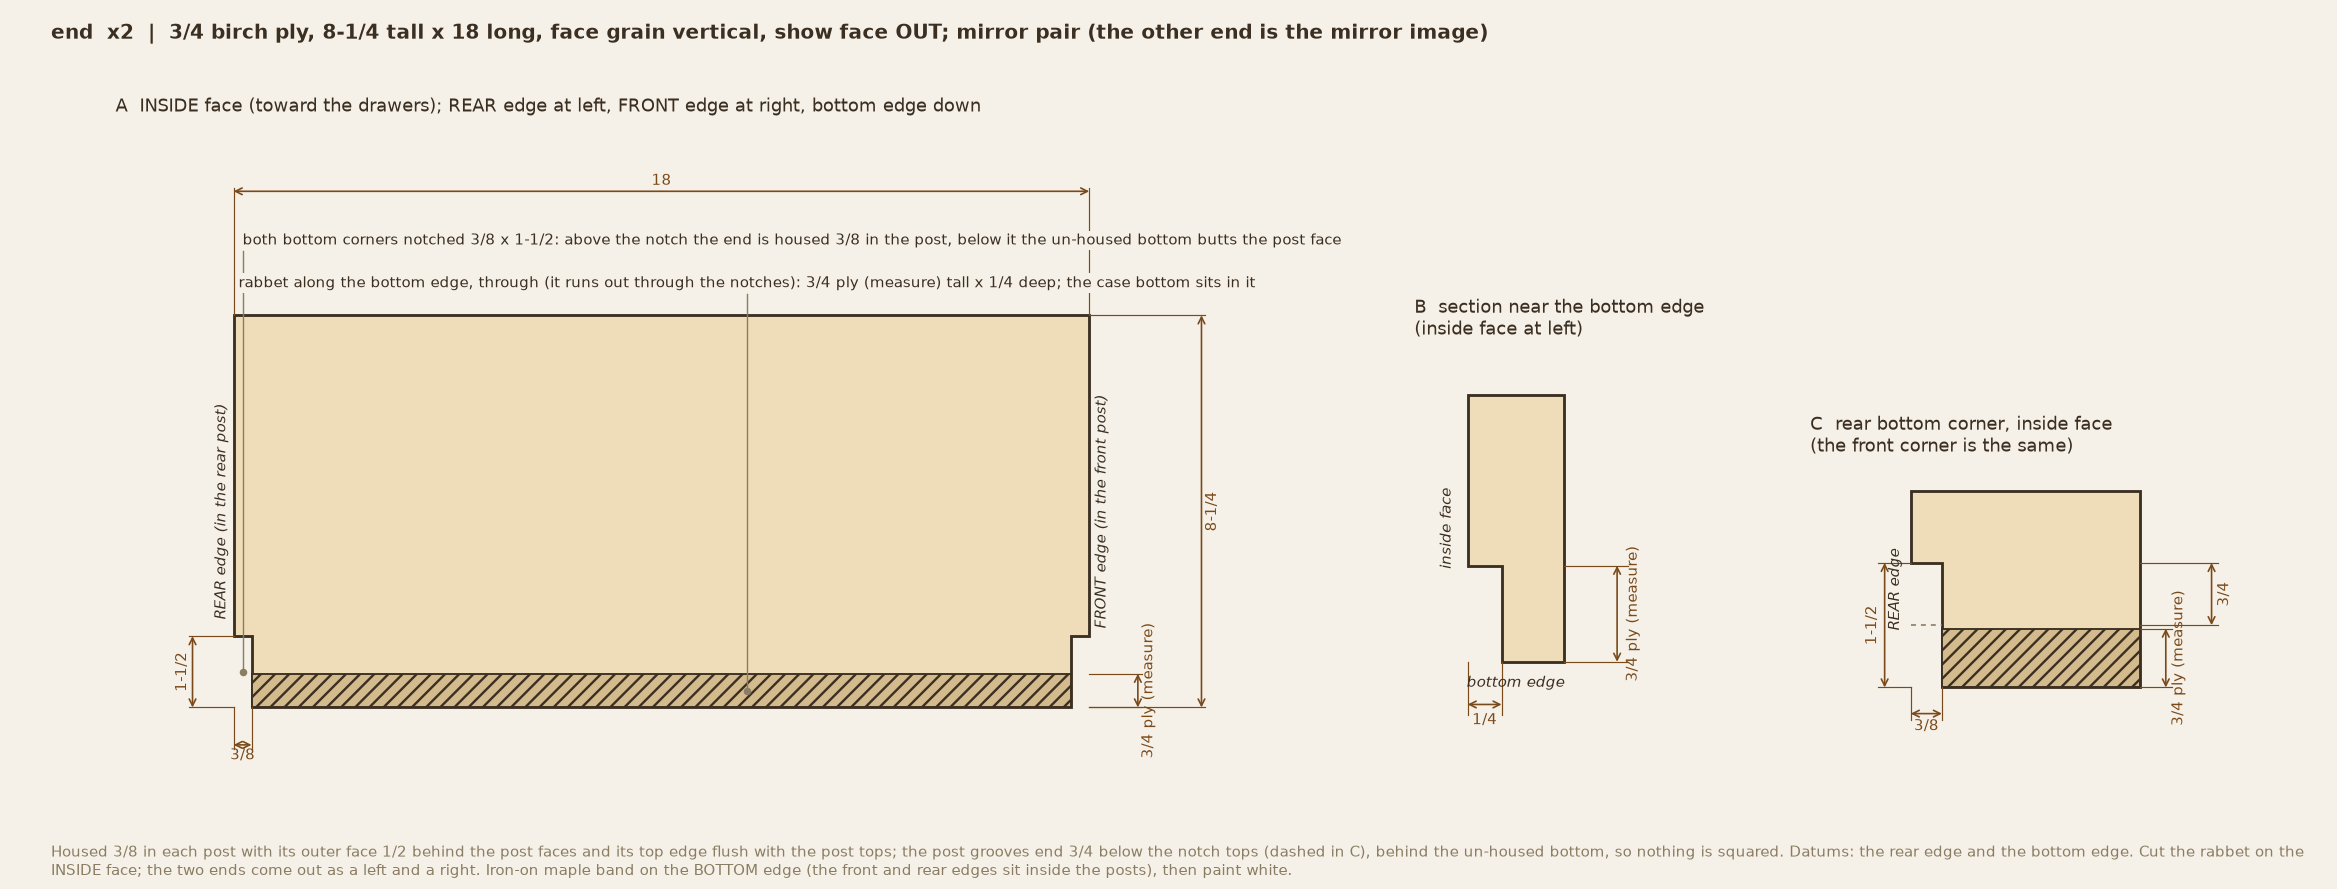 end x2 | 3/4 birch ply, 8-1/4 tall x 18 long, face grain vertical, show face OUT; mirror pair (the other end is the mirror image)
A INSIDE face (toward the drawers); REAR edge at left, FRONT edge at right, bottom edge down
18
both bottom corners notched 3/8 x 1-1/2: above the notch the end is housed 3/8 in the post, below it the un-housed bottom butts the post face
rabbet along the bottom edge, through (it runs out through the notches): 3/4 ply (measure) tall x 1/4 deep; the case bottom sits in it
REAR edge (in the rear post)
FRONT edge (in the front post)
8-1/4
1-1/2
3/4 ply (measure)
3/8
B section near the bottom edge
(inside face at left)
inside face
3/4 ply (measure)
bottom edge
1/4
C rear bottom corner, inside face
(the front corner is the same)
REAR edge
1-1/2
3/4
3/4 ply (measure)
3/8
Housed 3/8 in each post with its outer face 1/2 behind the post faces and its top edge flush with the post tops; the post grooves end 3/4 below the notch tops (dashed in C), behind the un-housed bottom, so nothing is squared. Datums: the rear edge and the bottom edge. Cut the rabbet on the
INSIDE face; the two ends come out as a left and a right. Iron-on maple band on the BOTTOM edge (the front and rear edges sit inside the posts), then paint white.